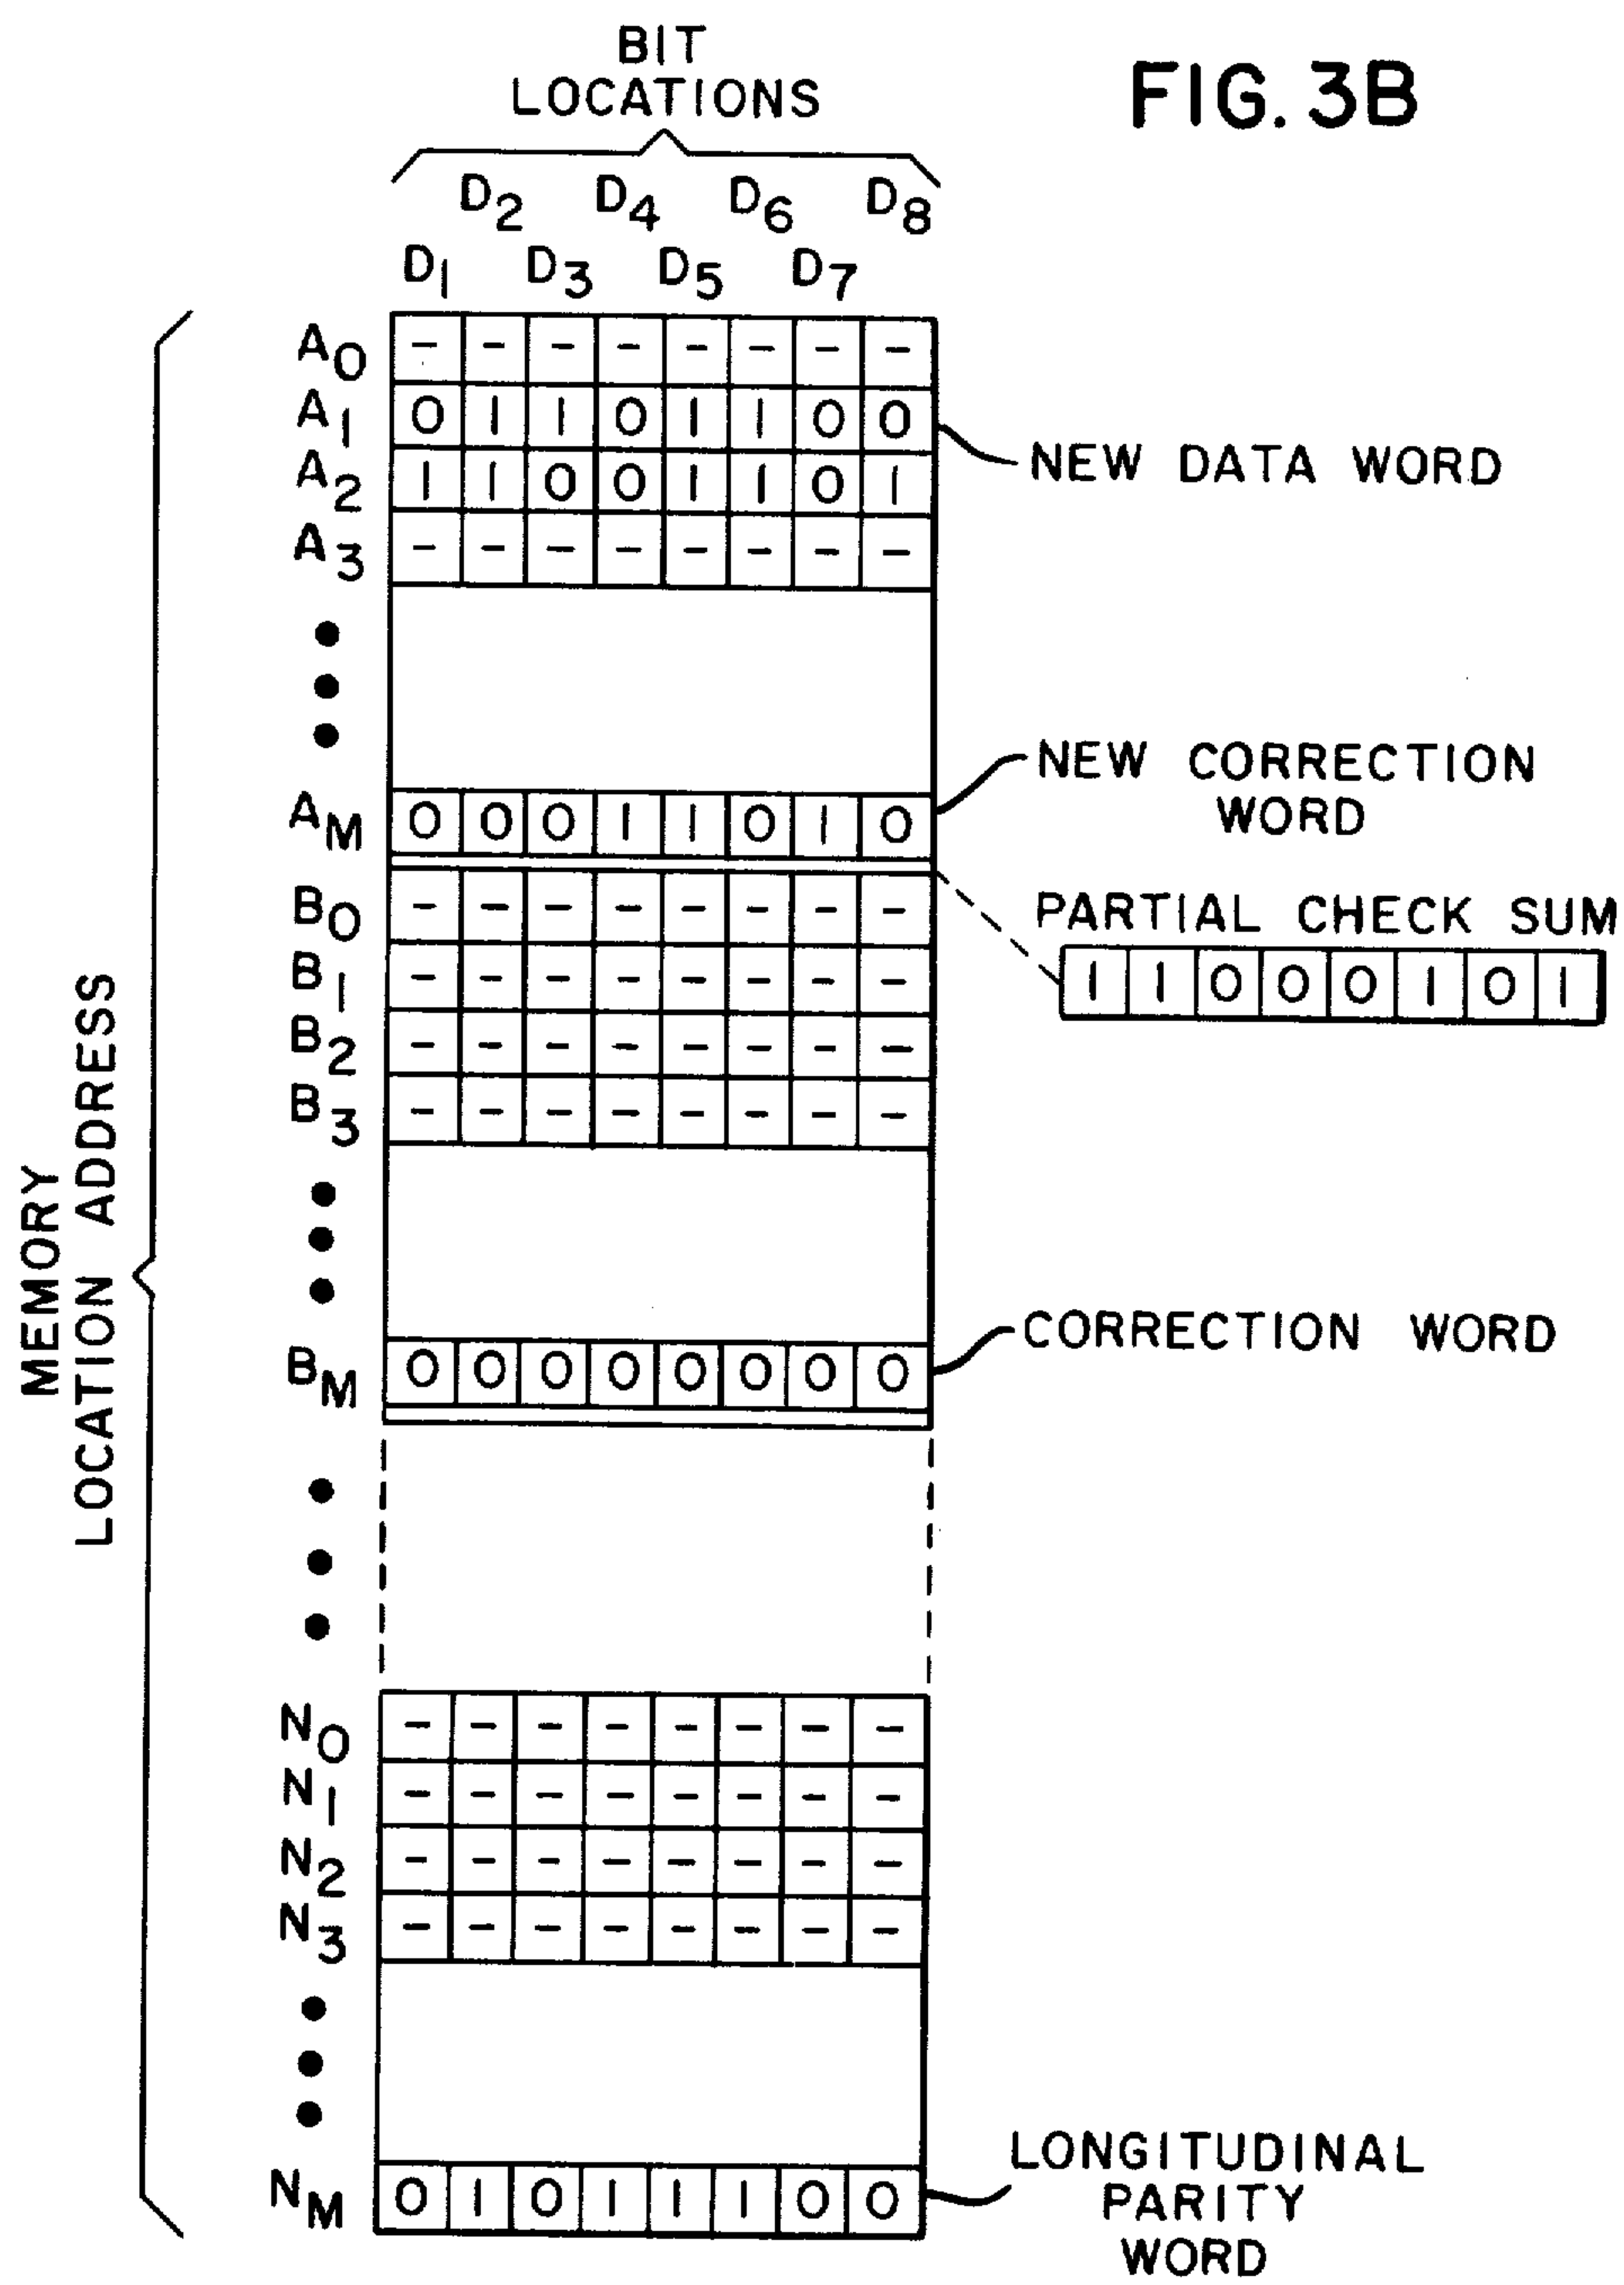 BIT
LOCATIONS
FIG. 3B
D2 D4 D6 D8
D1 D3 D5 D7
A0 - - - - - - - -
A1 0 1 1 0 1 1 0 0
NEW DATA WORD
A2 1 1 0 0 1 1 0 1
A3 - - - - - - - -
NEW CORRECTION
WORD
AM 0 0 0 1 1 0 1 0
B0 - - - - - - - -
PARTIAL CHECK SUM
1 1 0 0 0 1 0 1
B1 - - - - - - - -
B2 - - - - - - - -
B3 - - - - - - - -
CORRECTION WORD
BM 0 0 0 0 0 0 0 0
MEMORY
LOCATION ADDRESS
N0 - - - - - - - -
N1 - - - - - - - -
N2 - - - - - - - -
N3 - - - - - - - -
NM 0 1 0 1 1 1 0 0
LONGITUDINAL
PARITY
WORD